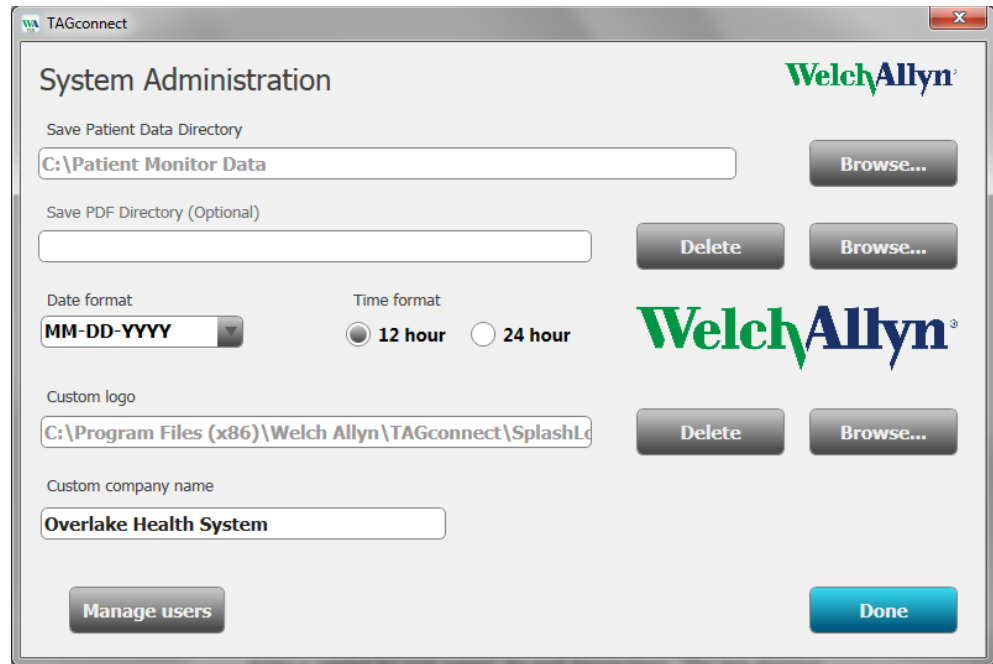 TAGconnect
System Administration
WelchAllyn
Save Patient Data Directory
C:\Patient Monitor Data
Browse...
Save PDF Directory (Optional)
Delete
Browse...
Date format
Time format
MM-DD-YYYY
12 hour
24 hour
WelchAllyn®
Custom logo
C:\Program Files (x86)\Welch Allyn\TAGconnect\SplashLo
Delete
Browse...
Custom company name
Overlake Health System
Manage users
Done